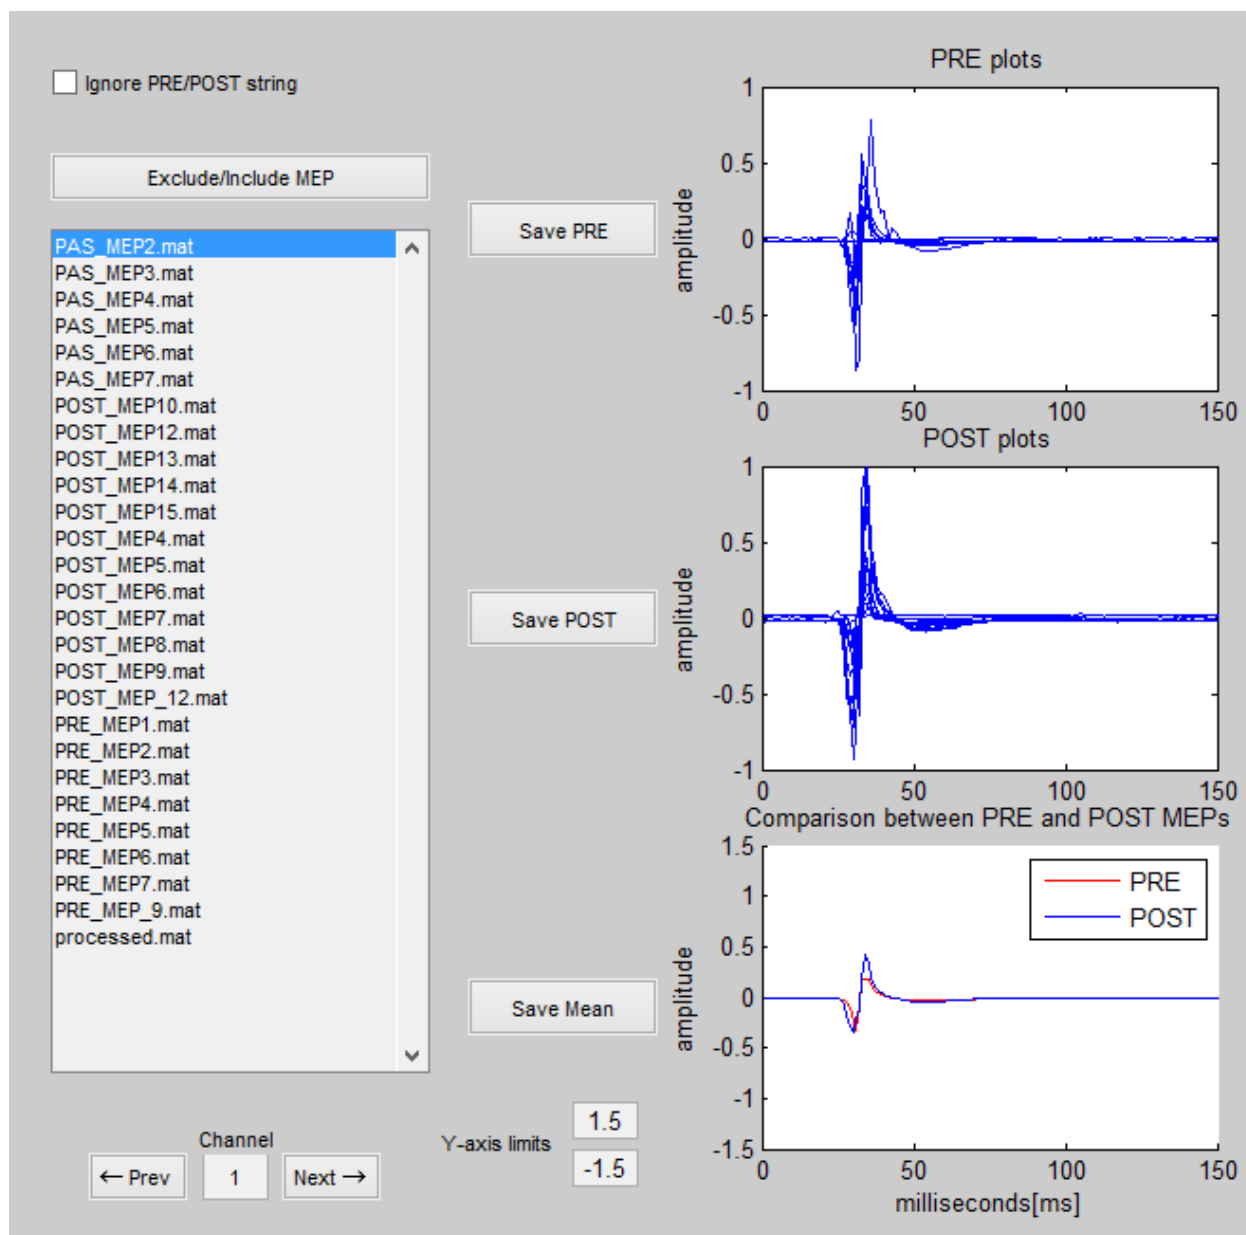 Ignore PRE/POST string
Exclude/Include MEP
PAS_MEP2.mat
PAS_MEP3.mat
PAS_MEP4.mat
PAS_MEP5.mat
PAS_MEP6.mat
PAS_MEP7.mat
POST_MEP10.mat
POST_MEP12.mat
POST_MEP13.mat
POST_MEP14.mat
POST_MEP15.mat
POST_MEP4.mat
POST_MEP5.mat
POST_MEP6.mat
POST_MEP7.mat
POST_MEP8.mat
POST_MEP9.mat
POST_MEP_12.mat
PRE_MEP1.mat
PRE_MEP2.mat
PRE_MEP3.mat
PRE_MEP4.mat
PRE_MEP5.mat
PRE_MEP6.mat
PRE_MEP7.mat
PRE_MEP_9.mat
processed.mat
Channel
← Prev
1
Next →
Save PRE
Save POST
Save Mean
Y-axis limits
1.5
-1.5
PRE plots
amplitude
1
0.5
0
-0.5
-1
0 50 100 150
POST plots
amplitude
1
0.5
0
-0.5
-1
0 50 100 150
Comparison between PRE and POST MEPs
amplitude
1.5
1
0.5
0
-0.5
-1
-1.5
PRE
POST
0 50 100 150
milliseconds[ms]